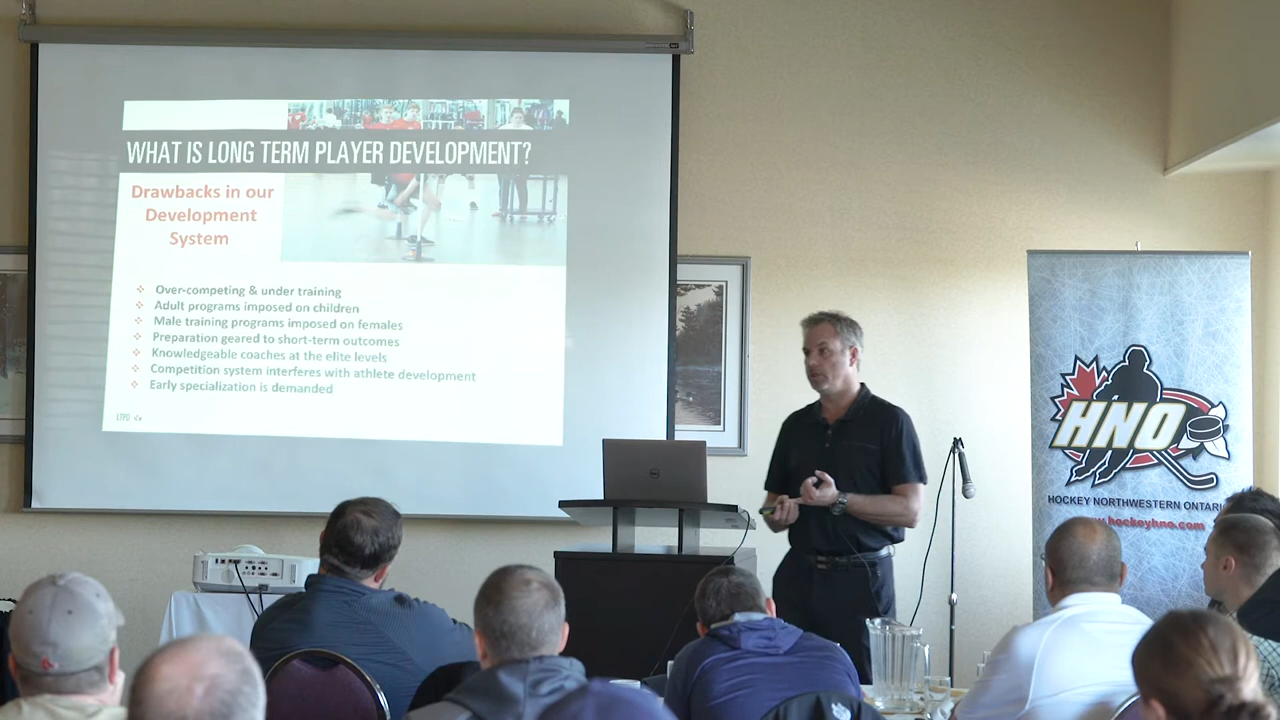 WHAT IS LONG TERM PLAYER DEVELOPMENT?
Drawbacks in our
Development
System
Over-competing & under training
Adult programs imposed on children
Male training programs imposed on females
Preparation geared to short-term outcomes
Knowledgeable coaches at the elite levels
Competition system interferes with athlete development
Early specialization is demanded
LTPD
HNO
HOCKEY NORTHWESTERN ONTARI
.hockeyhno.com
DELL